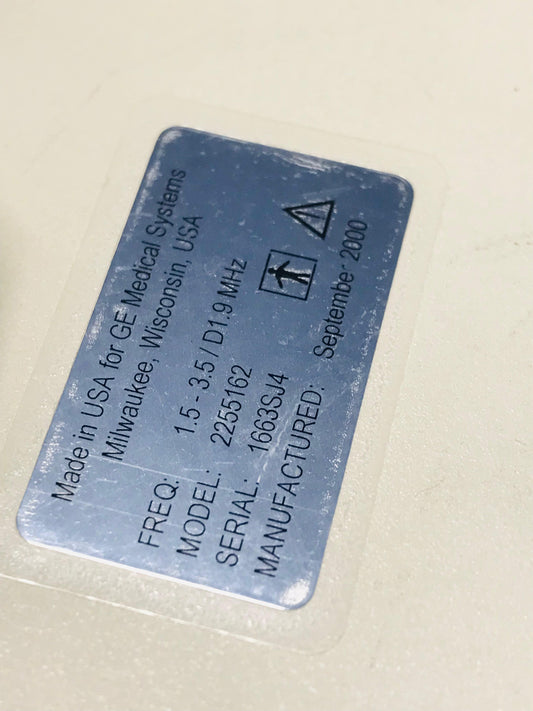 Made in USA for GE Medical Systems
Milwaukee, Wisconsin, USA
FREQ: 1.5 - 3.5 / D1.9 MHz
MODEL: 2255162
SERIAL: 1663SJ4
MANUFACTURED: September 2000